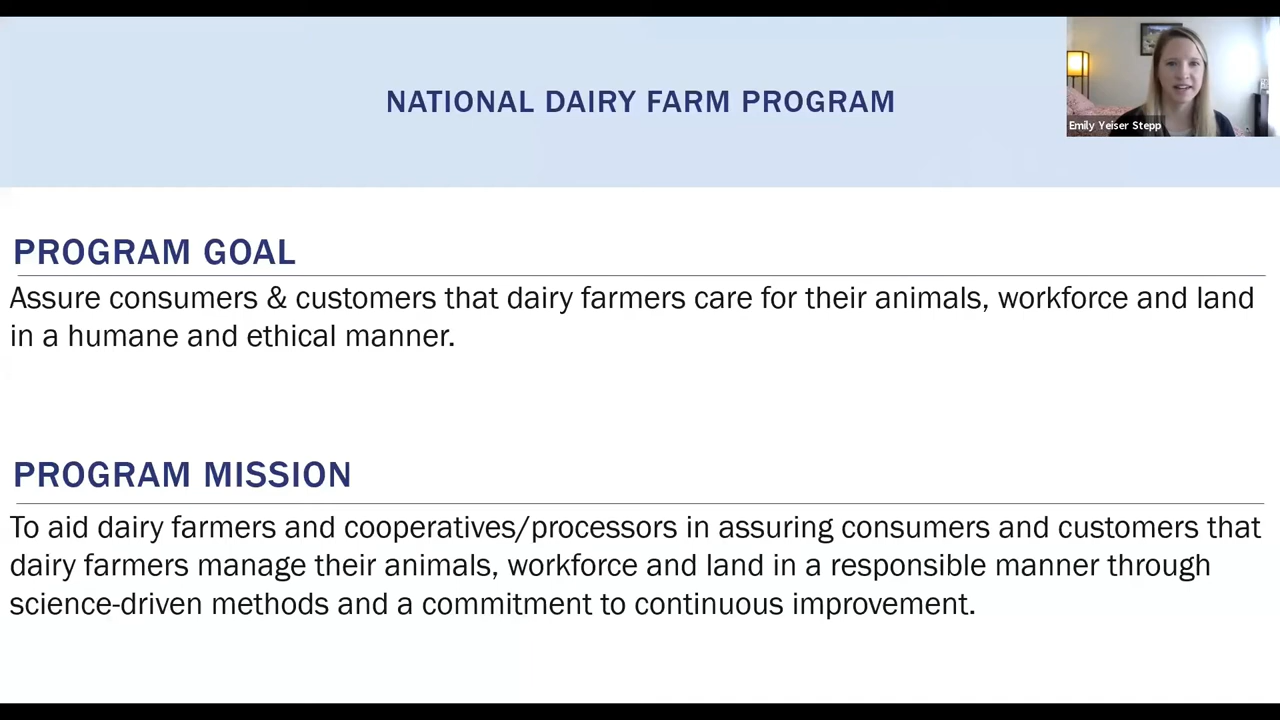 NATIONAL DAIRY FARM PROGRAM
Emily Yeiser Stepp
PROGRAM GOAL
Assure consumers & customers that dairy farmers care for their animals, workforce and land
in a humane and ethical manner.
PROGRAM MISSION
To aid dairy farmers and cooperatives/processors in assuring consumers and customers that
dairy farmers manage their animals, workforce and land in a responsible manner through
science-driven methods and a commitment to continuous improvement.